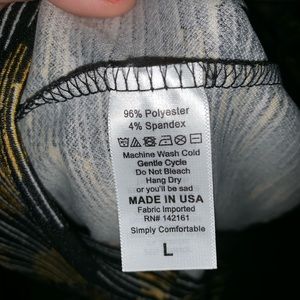 96% Polyester
4% Spandex
Machine Wash Cold
Gentle Cycle
Do Not Bleach
Hang Dry
or you'll be sad
MADE IN USA
Fabric Imported
RN# 142161
Simply Comfortable
L